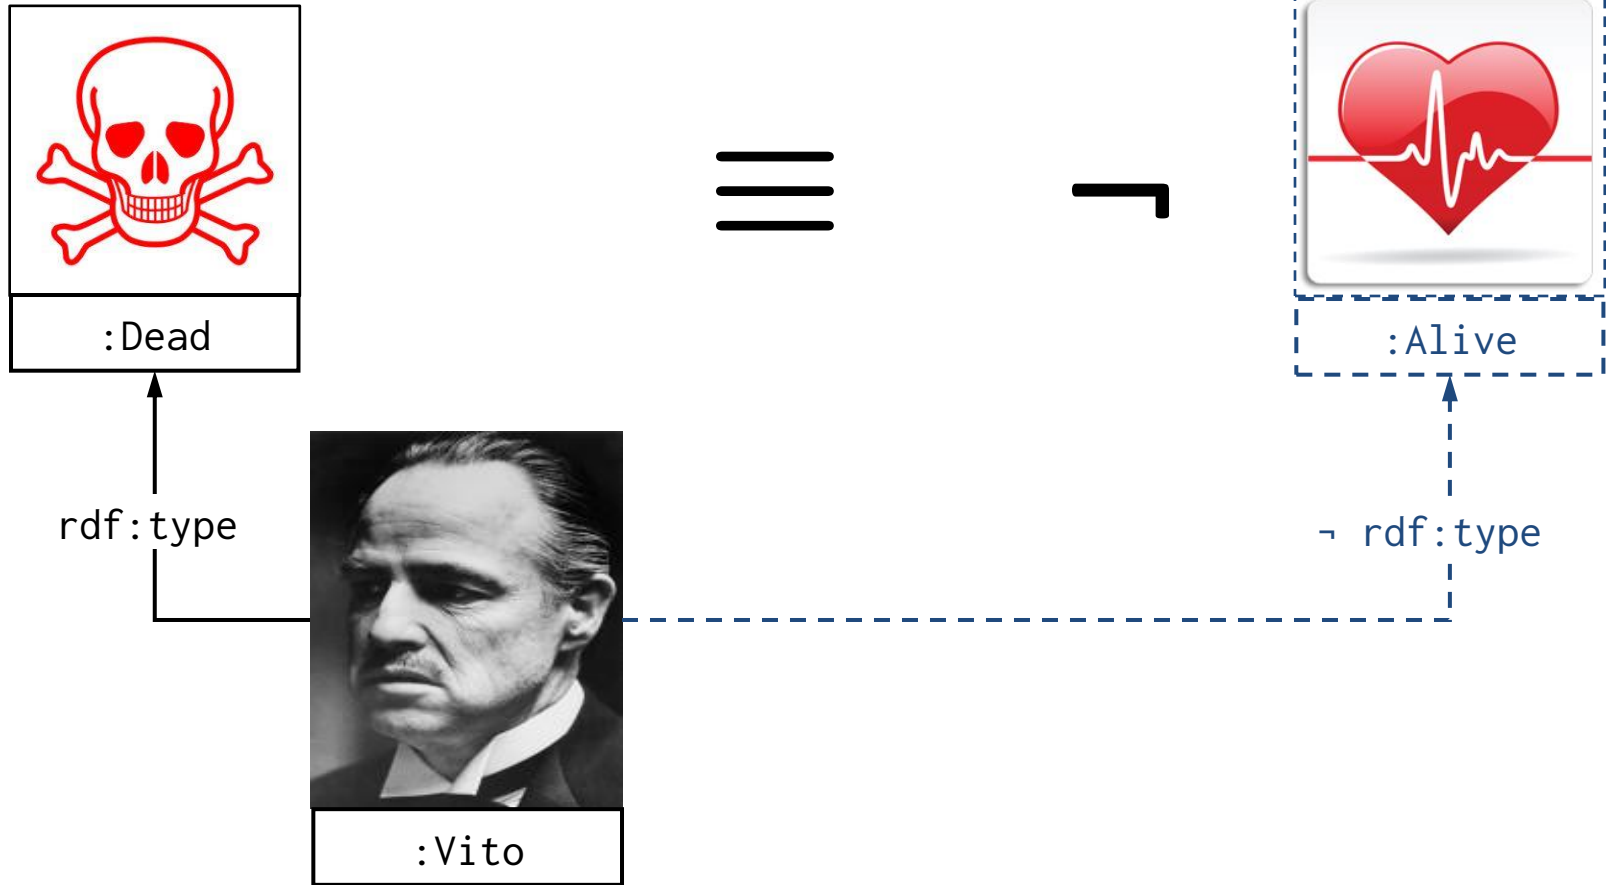 ≡ ¬
:Dead
:Alive
rdf:type
¬ rdf:type
:Vito